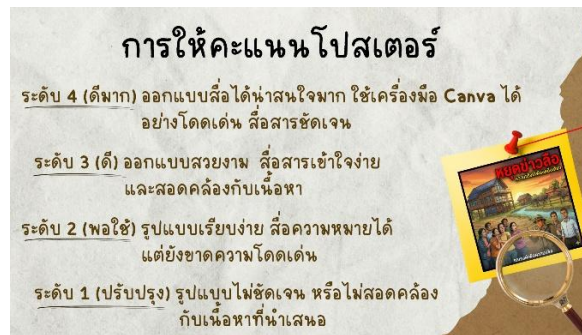 การให้คะแนนโปสเตอร์
ระดับ 4 (ดีมาก) ออกแบบสื่อได้น่าสนใจมาก ใช้เครื่องมือ Canva ได้
อย่างโดดเด่น สื่อสารชัดเจน
ระดับ 3 (ดี) ออกแบบสวยงาม สื่อสารเข้าใจง่าย
และสอดคล้องกับเนื้อหา
ระดับ 2 (พอใช้) รูปแบบเรียบง่าย สื่อความหมายได้
แต่ยังขาดความโดดเด่น
ระดับ 1 (ปรับปรุง) รูปแบบไม่ชัดเจน หรือไม่สอดคล้อง
กับเนื้อหาที่นำเสนอ
หยุดข่าวลือ